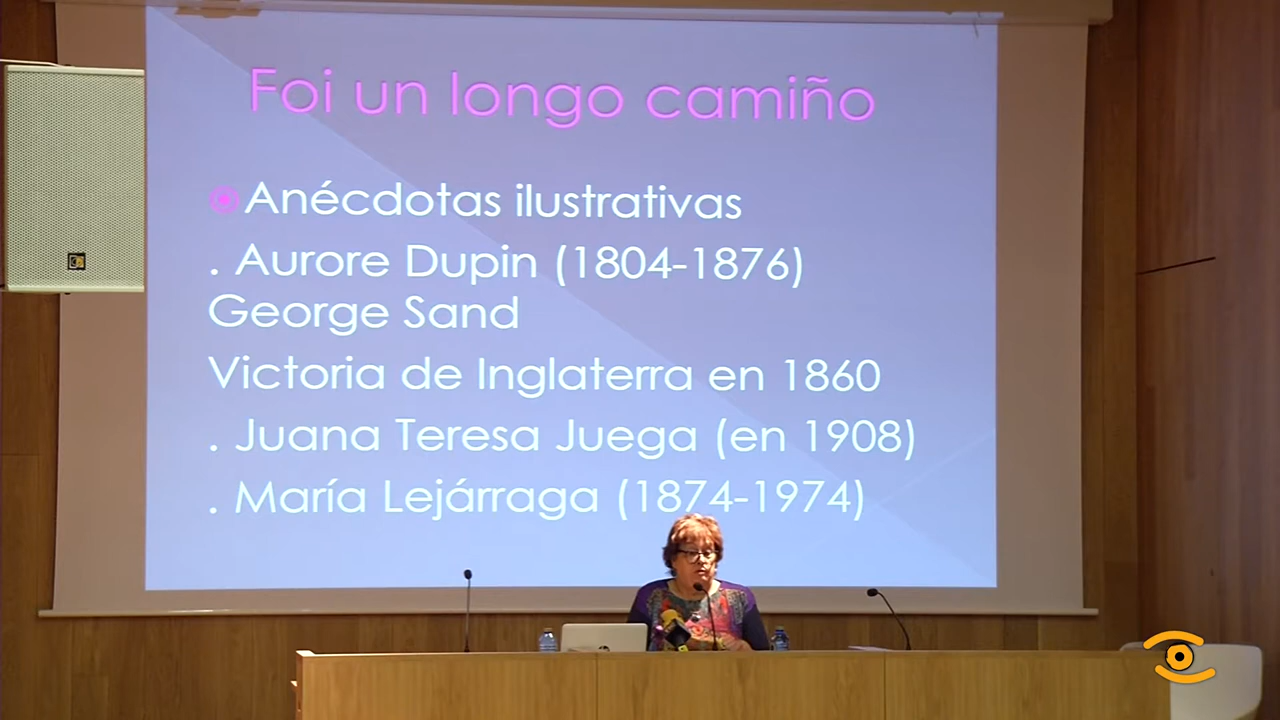 Foi un longo camiño
Anécdotas ilustrativas
. Aurore Dupin (1804-1876)
George Sand
Victoria de Inglaterra en 1860
. Juana Teresa Juega (en 1908)
. María Lejárraga (1874-1974)